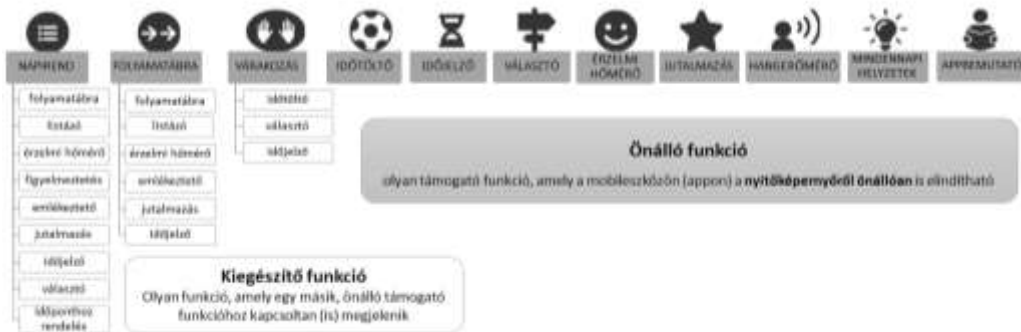 NAPIREND
FOLYAMATÁBRA
VÁRAKOZÁS
IDŐTÖLTŐ
IDŐJELZŐ
VÁLASZTÓ
ÉRZELMI
HŐMÉRŐ
JUTALMAZÁS
HANGERŐMÉRŐ
MINDENNAPI
HELYZETEK
APPBEMUTATÓ
folyamatábra
listázó
érzelmi hőmérő
figyelmeztetés
emlékeztető
jutalmazás
időjelző
választó
időponthoz
rendelés
folyamatábra
listázó
érzelmi hőmérő
emlékeztető
jutalmazás
időjelző
időtöltő
választó
időjelző
Önálló funkció
olyan támogató funkció, amely a mobileszközön (appon) a nyitóképernyőről önállóan is elindítható
Kiegészítő funkció
Olyan funkció, amely egy másik, önálló támogató
funkcióhoz kapcsoltan (is) megjelenik